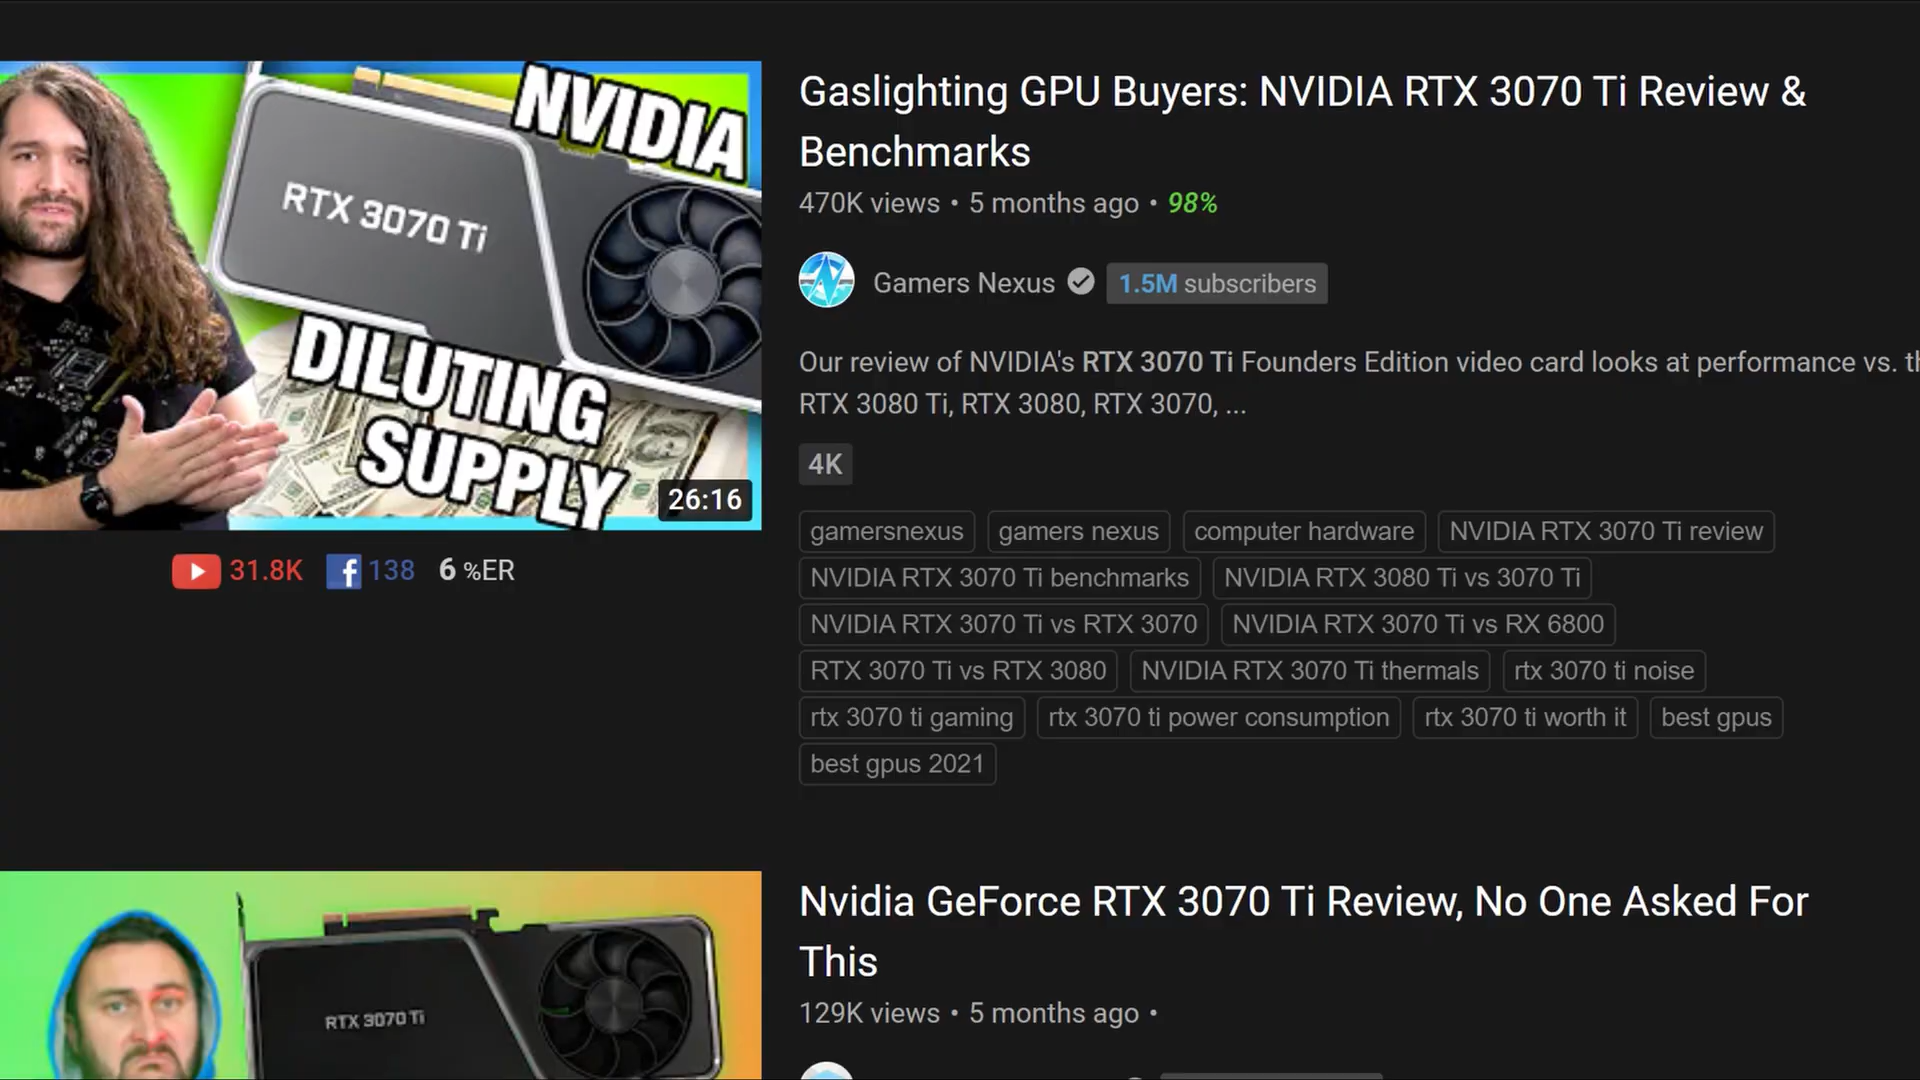 NVIDIA
RTX 3070 Ti
DILUTING
SUPPLY
26:16
31.8K 138 6 %ER
Gaslighting GPU Buyers: NVIDIA RTX 3070 Ti Review &
Benchmarks
470K views • 5 months ago • 98%
Gamers Nexus 1.5M subscribers
Our review of NVIDIA's RTX 3070 Ti Founders Edition video card looks at performance vs.
RTX 3080 Ti, RTX 3080, RTX 3070, ...
4K
gamersnexus gamers nexus computer hardware NVIDIA RTX 3070 Ti review
NVIDIA RTX 3070 Ti benchmarks NVIDIA RTX 3080 Ti vs 3070 Ti
NVIDIA RTX 3070 Ti vs RTX 3070 NVIDIA RTX 3070 Ti vs RX 6800
RTX 3070 Ti vs RTX 3080 NVIDIA RTX 3070 Ti thermals rtx 3070 ti noise
rtx 3070 ti gaming rtx 3070 ti power consumption rtx 3070 ti worth it best gpus
best gpus 2021
RTX 3070 Ti
Nvidia GeForce RTX 3070 Ti Review, No One Asked For
This
129K views • 5 months ago •